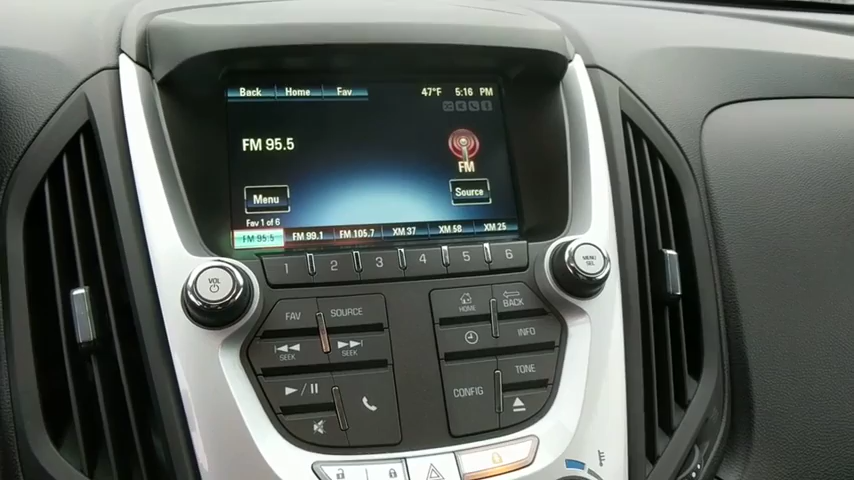 Back Home Fav 47°F 5:16 PM
FM 95.5
FM
Menu Source
Fav 1 of 6
FM 95.5 FM 99.1 FM 105.7 XM 37 XM 58 XM 25
1 2 3 4 5 6
VOL
MENU
SEL
FAV SOURCE
HOME BACK
SEEK SEEK
INFO
CONFIG TONE